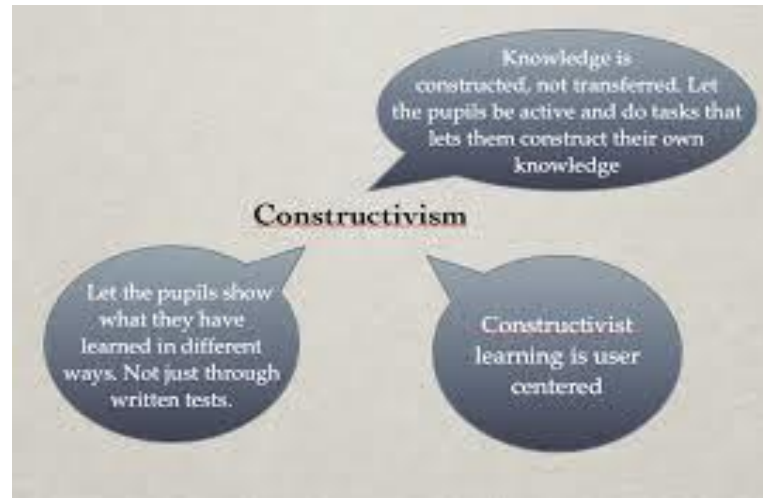 Knowledge is
constructed, not transferred. Let
the pupils be active and do tasks that
lets them construct their own
knowledge
Constructivism
Let the pupils show
what they have
learned in different
ways. Not just through
written tests.
Constructivist
learning is user
centered